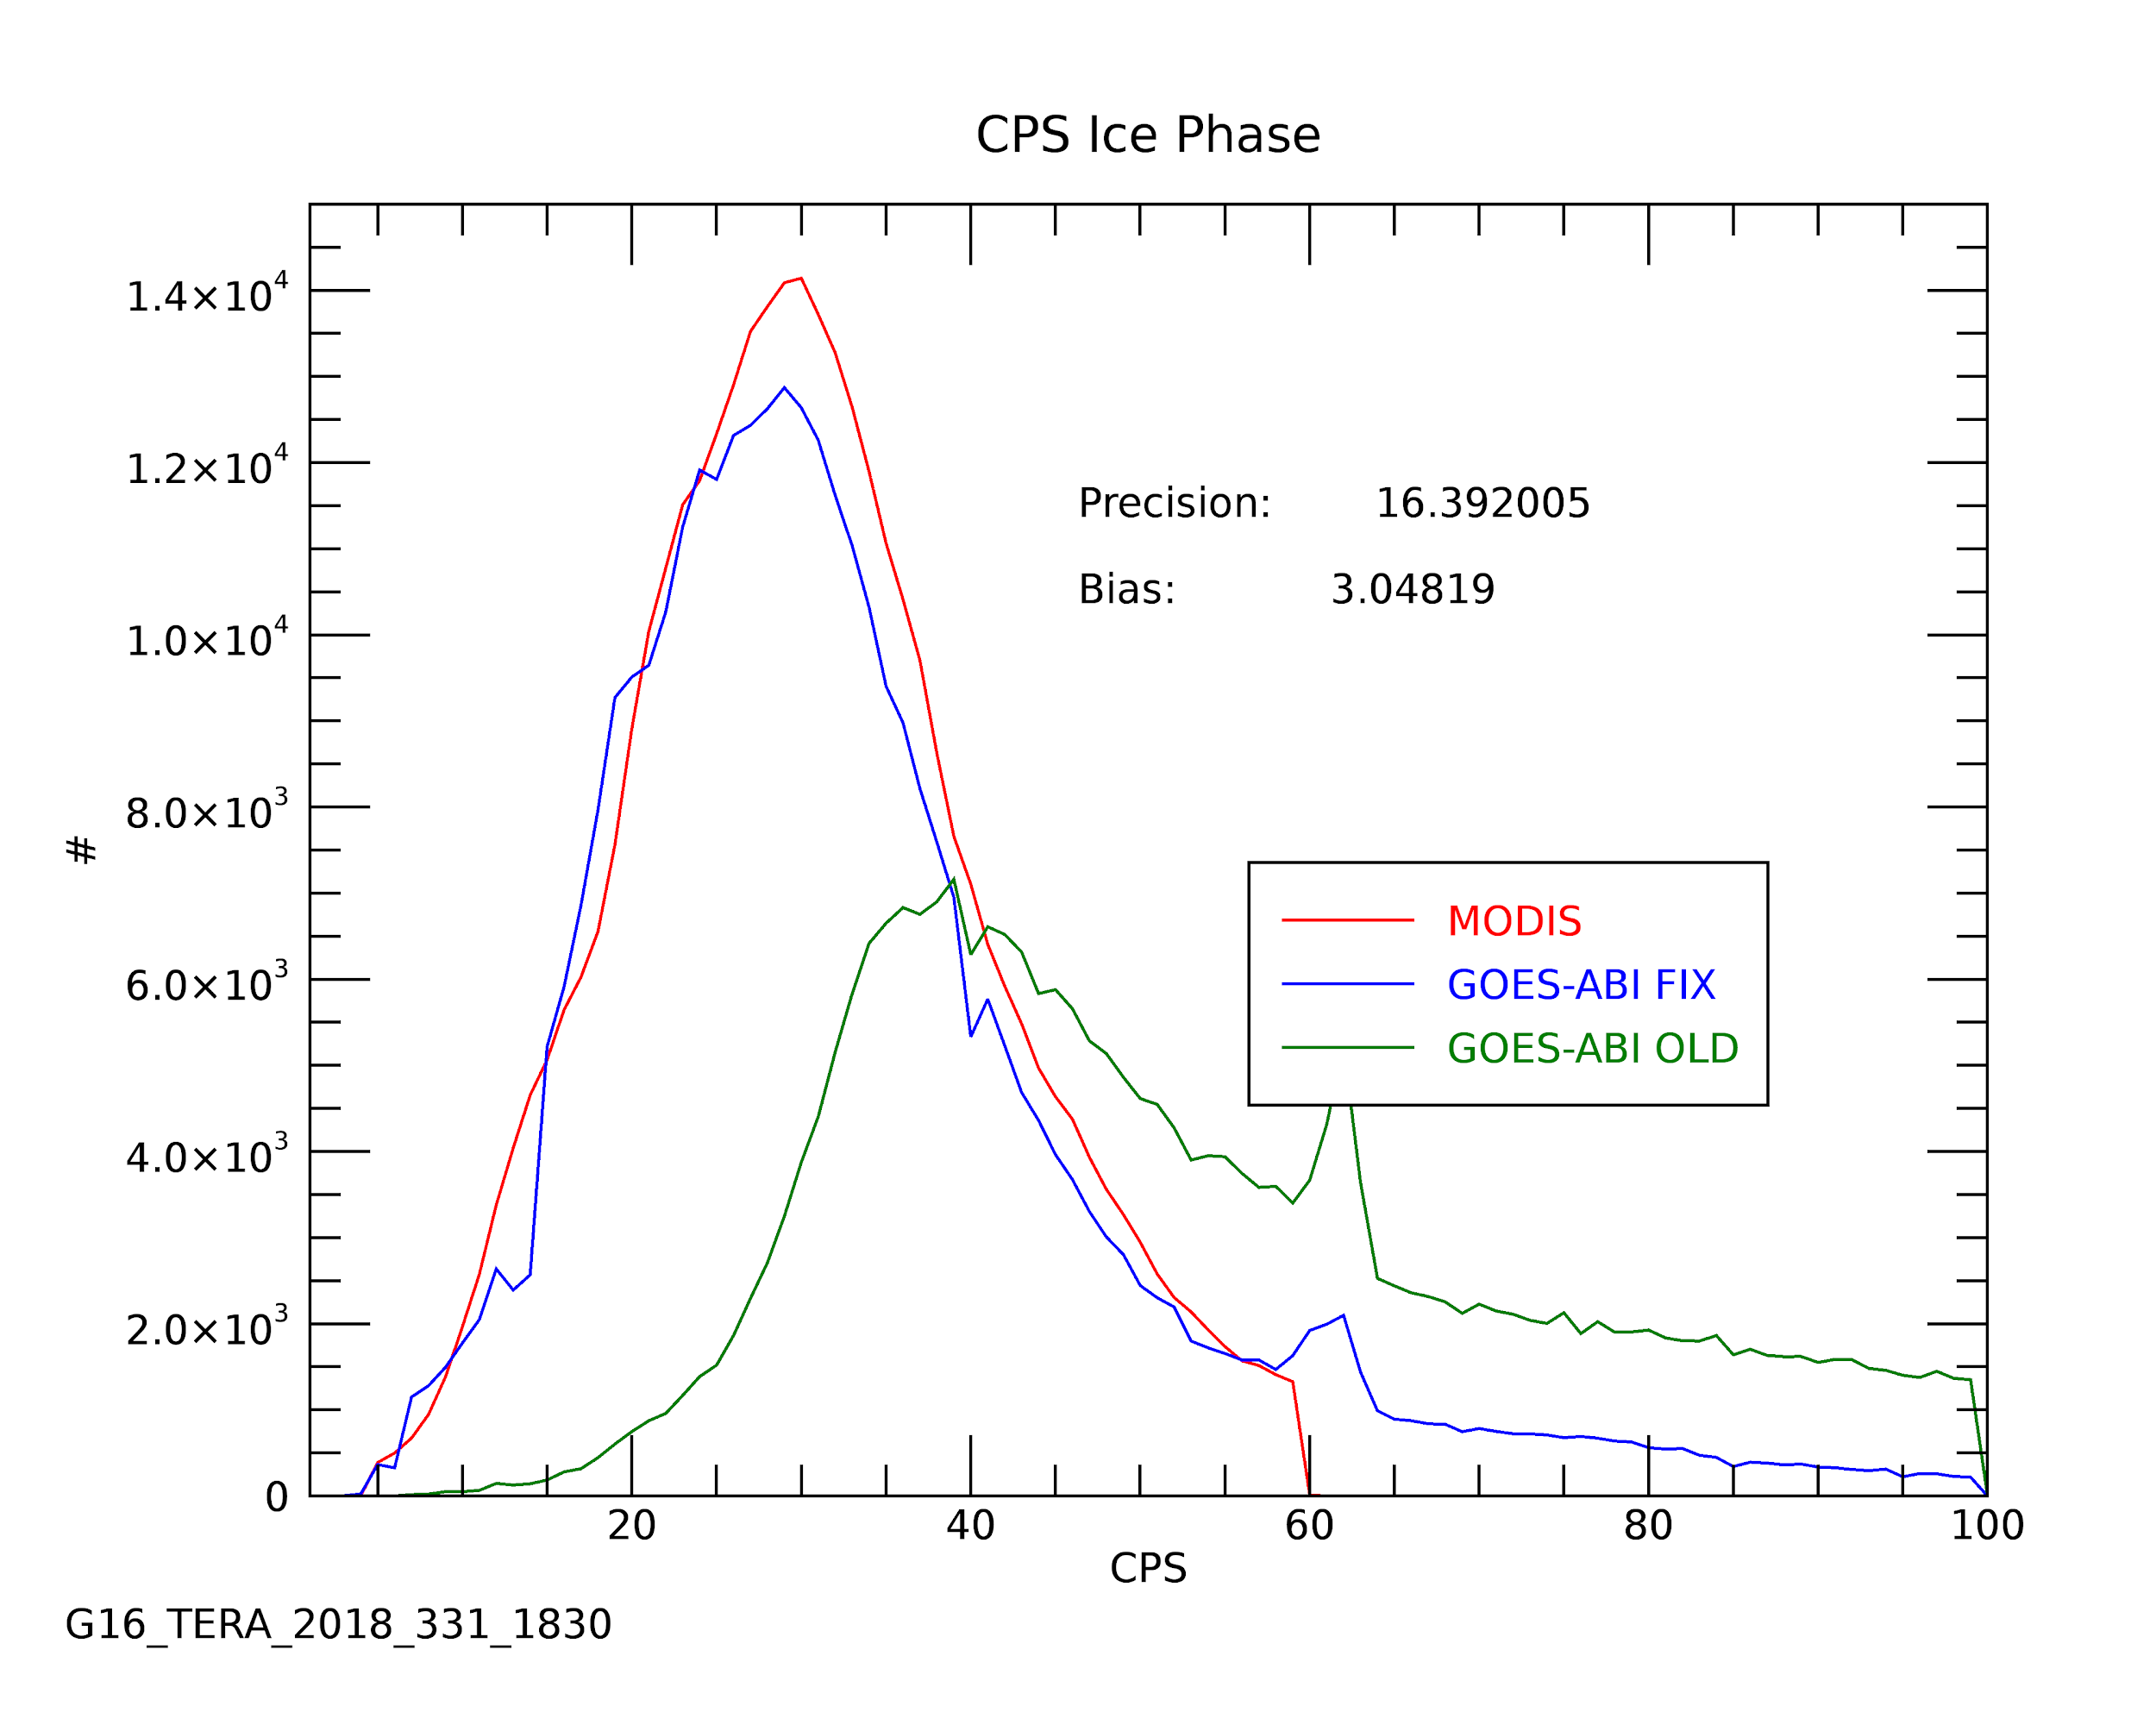 CPS Ice Phase
1.4×10⁴
1.2×10⁴
1.0×10⁴
8.0×10³
6.0×10³
4.0×10³
2.0×10³
0
#
Precision: 16.392005
Bias: 3.04819
MODIS
GOES-ABI FIX
GOES-ABI OLD
20 40 60 80 100
CPS
G16_TERA_2018_331_1830